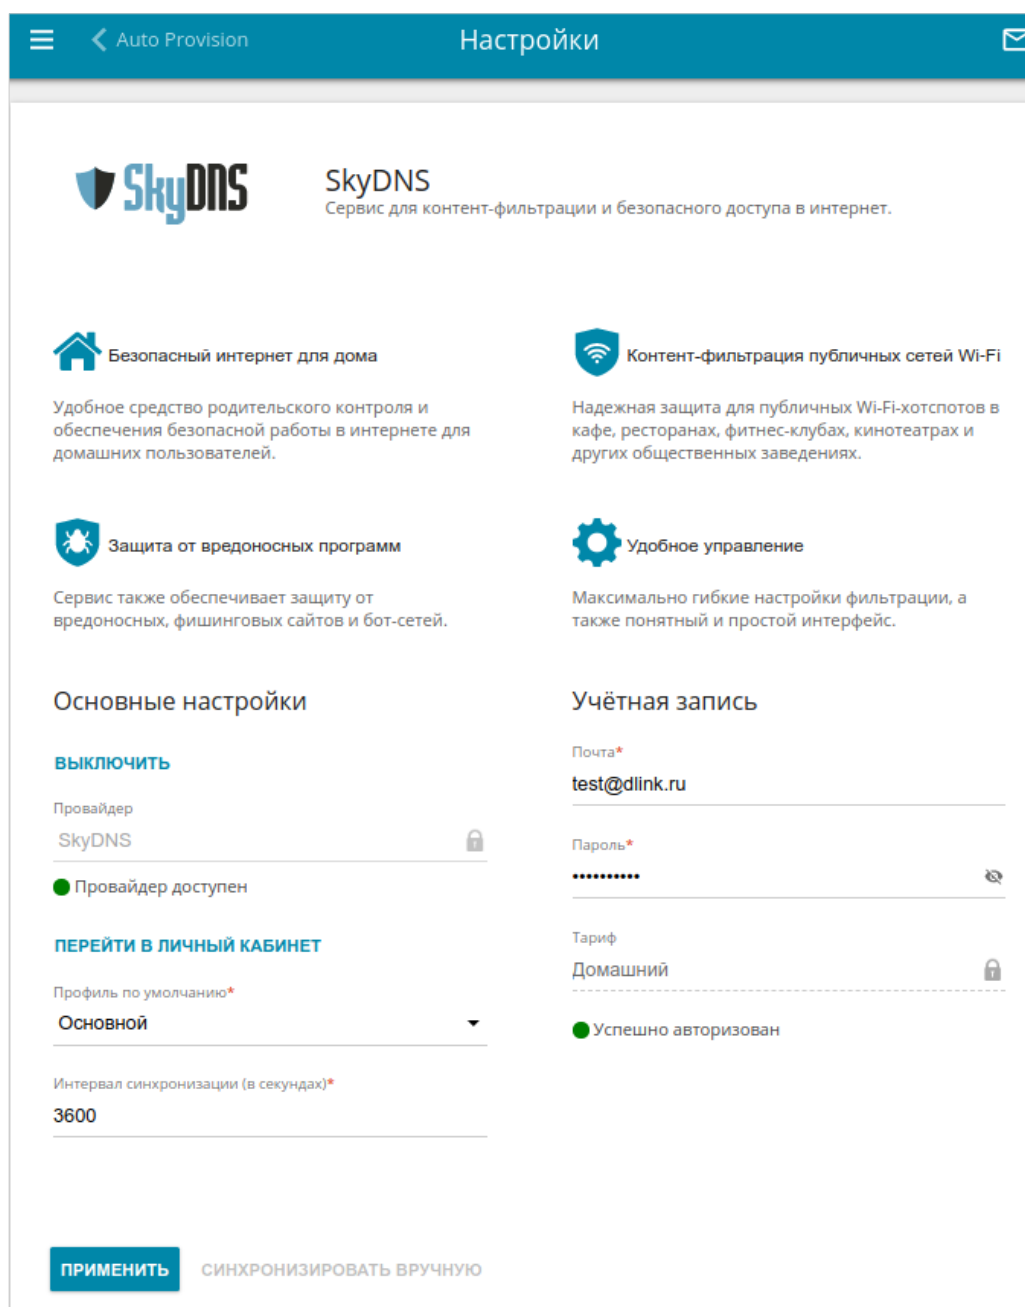 Auto Provision
Настройки
SkyDNS
SkyDNS
Сервис для контент-фильтрации и безопасного доступа в интернет.
Безопасный интернет для дома
Удобное средство родительского контроля и
обеспечения безопасной работы в интернете для
домашних пользователей.
Контент-фильтрация публичных сетей Wi-Fi
Надежная защита для публичных Wi-Fi-хотспотов в
кафе, ресторанах, фитнес-клубах, кинотеатрах и
других общественных заведениях.
Защита от вредоносных программ
Сервис также обеспечивает защиту от
вредоносных, фишинговых сайтов и бот-сетей.
Удобное управление
Максимально гибкие настройки фильтрации, а
также понятный и простой интерфейс.
Основные настройки
ВЫКЛЮЧИТЬ
Провайдер
SkyDNS
Провайдер доступен
ПЕРЕЙТИ В ЛИЧНЫЙ КАБИНЕТ
Профиль по умолчанию*
Основной
Интервал синхронизации (в секундах)*
3600
Учётная запись
Почта*
test@dlink.ru
Пароль*
••••••••••
Тариф
Домашний
Успешно авторизован
ПРИМЕНИТЬ
СИНХРОНИЗИРОВАТЬ ВРУЧНУЮ